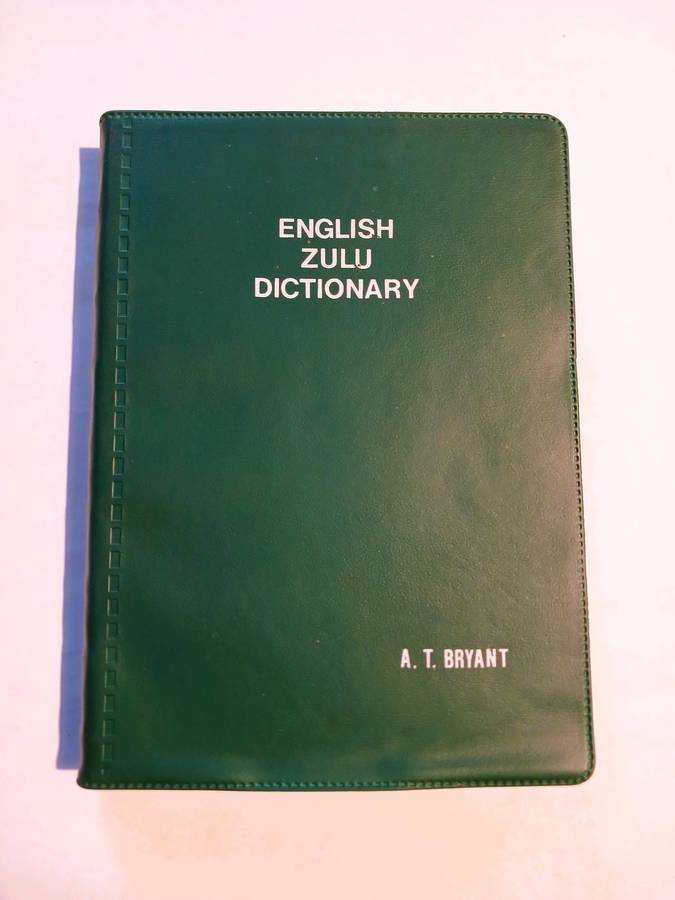 ENGLISH
ZULU
DICTIONARY
A. T. BRYANT